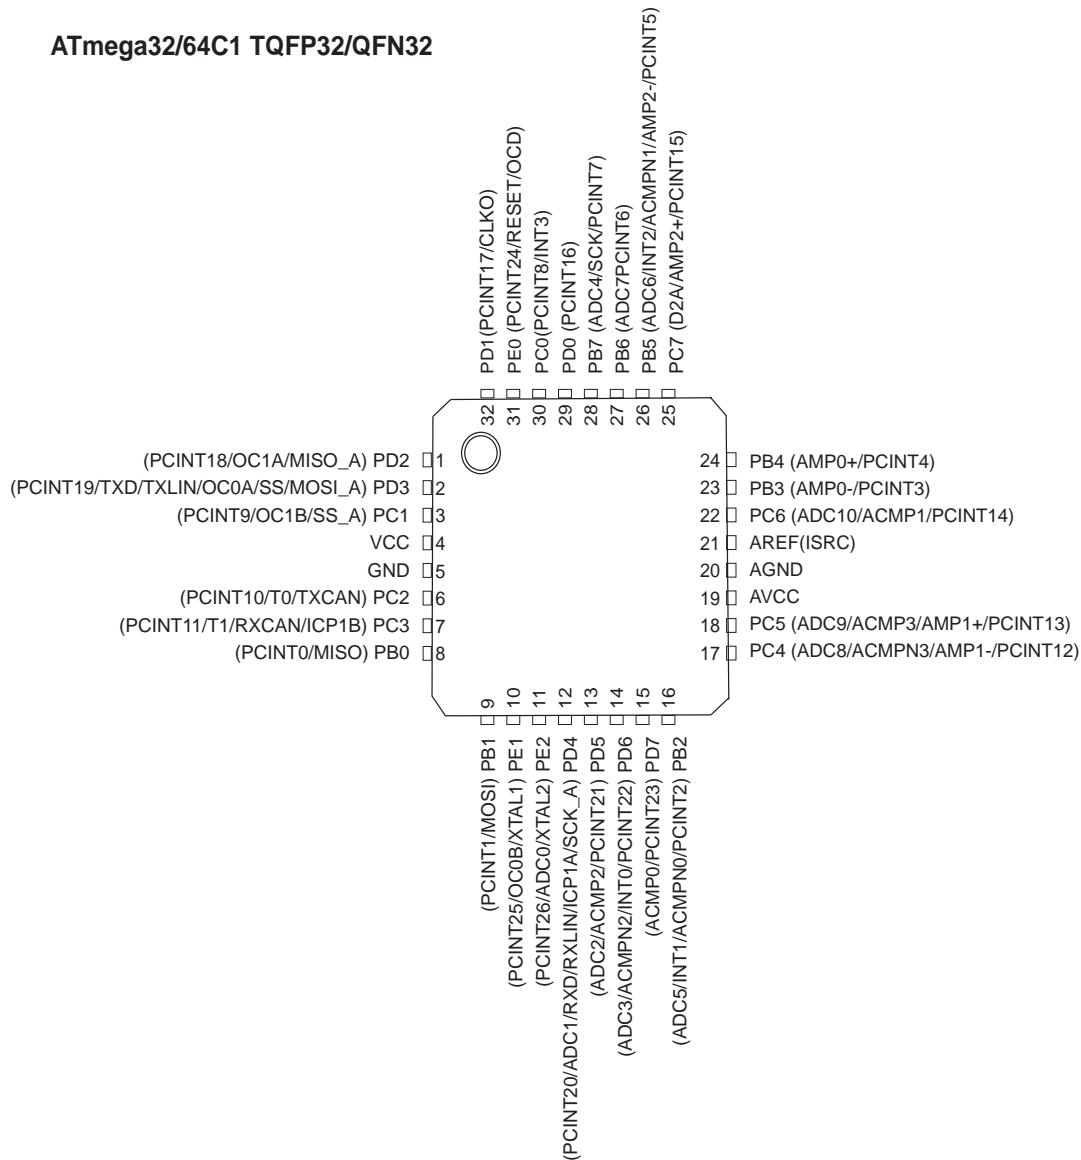 ATmega32/64C1 TQFP32/QFN32
PD1(PCINT17/CLKO)
PE0 (PCINT24/RESET/OCD)
PC0(PCINT8/INT3)
PD0 (PCINT16)
PB7 (ADC4/SCK/PCINT7)
PB6 (ADC7PCINT6)
PB5 (ADC6/INT2/ACMPN1/AMP2-/PCINT5)
PC7 (D2A/AMP2+/PCINT15)
32
31
30
29
28
27
26
25
(PCINT18/OC1A/MISO_A) PD2 1
(PCINT19/TXD/TXLIN/OC0A/SS/MOSI_A) PD3 2
(PCINT9/OC1B/SS_A) PC1 3
VCC 4
GND 5
(PCINT10/T0/TXCAN) PC2 6
(PCINT11/T1/RXCAN/ICP1B) PC3 7
(PCINT0/MISO) PB0 8
24 PB4 (AMP0+/PCINT4)
23 PB3 (AMP0-/PCINT3)
22 PC6 (ADC10/ACMP1/PCINT14)
21 AREF(ISRC)
20 AGND
19 AVCC
18 PC5 (ADC9/ACMP3/AMP1+/PCINT13)
17 PC4 (ADC8/ACMPN3/AMP1-/PCINT12)
9
10
11
12
13
14
15
16
(PCINT1/MOSI) PB1
(PCINT25/OC0B/XTAL1) PE1
(PCINT26/ADC0/XTAL2) PE2
(PCINT20/ADC1/RXD/RXLIN/ICP1A/SCK_A) PD4
(ADC2/ACMP2/PCINT21) PD5
(ADC3/ACMPN2/INT0/PCINT22) PD6
(ACMP0/PCINT23) PD7
(ADC5/INT1/ACMPN0/PCINT2) PB2